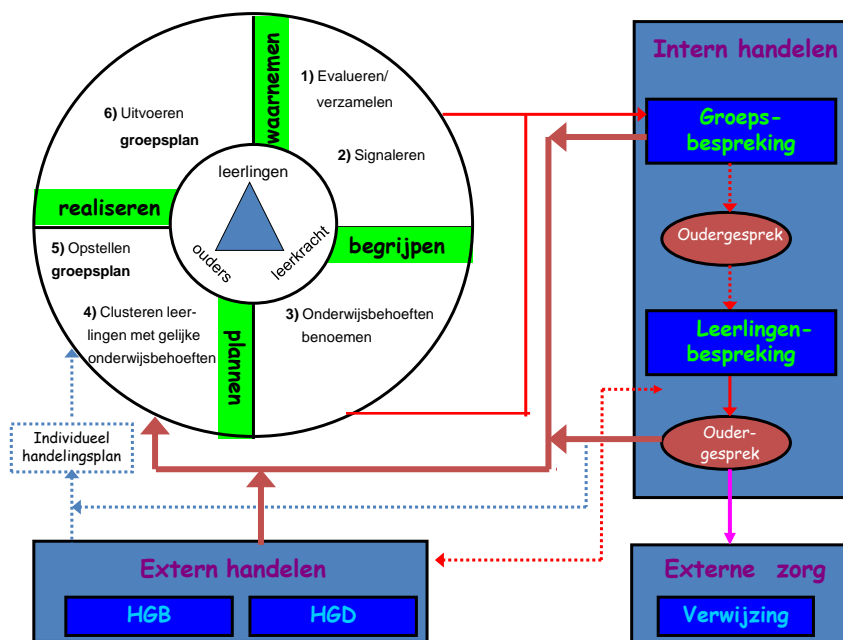 waarnemen
1) Evalueren/
verzamelen
2) Signaleren
begrijpen
3) Onderwijsbehoeften
benoemen
plannen
4) Clusteren leer-
lingen met gelijke
onderwijsbehoeften
5) Opstellen
groepsplan
realiseren
6) Uitvoeren
groepsplan
leerlingen
ouders
leerkracht
Individueel
handelingsplan
Intern handelen
Groeps-
bespreking
Oudergesprek
Leerlingen-
bespreking
Ouder-
gesprek
Extern handelen
HGB
HGD
Externe zorg
Verwijzing